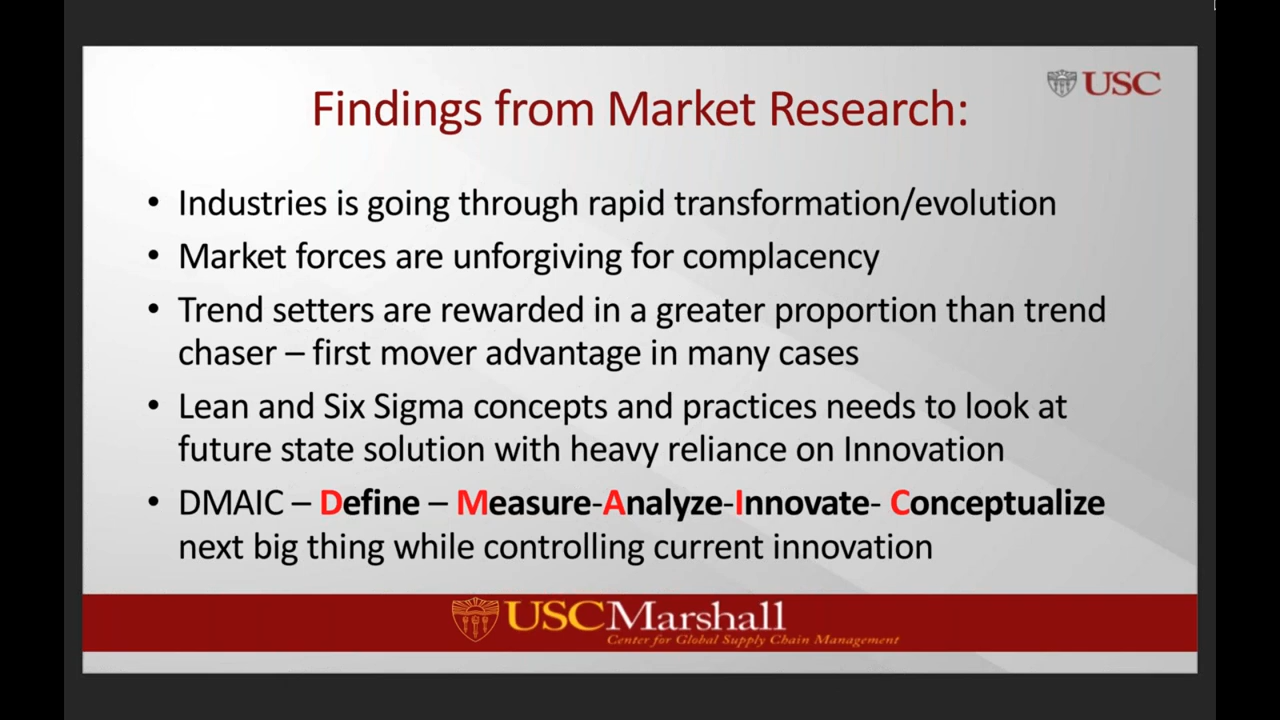 USC
Findings from Market Research:
• Industries is going through rapid transformation/evolution
• Market forces are unforgiving for complacency
• Trend setters are rewarded in a greater proportion than trend
chaser – first mover advantage in many cases
• Lean and Six Sigma concepts and practices needs to look at
future state solution with heavy reliance on Innovation
• DMAIC – Define – Measure-Analyze-Innovate- Conceptualize
next big thing while controlling current innovation
USCMarshall
Center for Global Supply Chain Management